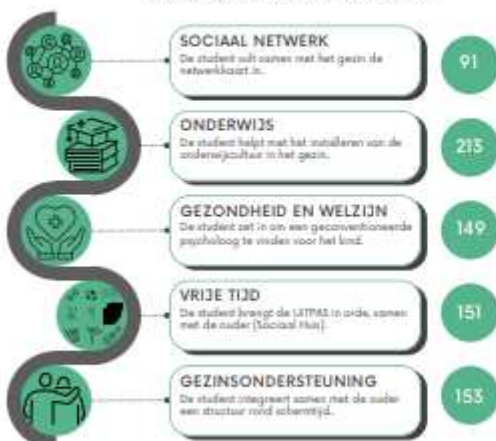 SOCIAAL NETWERK
De student vult samen met het gezin de
netwerkkaart in.
91
ONDERWIJS
De student helpt met het installeren van de
onderwijscultuur in het gezin.
213
GEZONDHEID EN WELZIJN
De student zet in om een geconventioneerde
psycholoog te vinden voor het kind.
149
VRIJE TIJD
De student brengt de UITPAS in orde, samen
met de ouder (Sociaal Huis).
151
GEZINSONDERSTEUNING
De student integreert samen met de ouder
een structuur rond schermtijd.
153